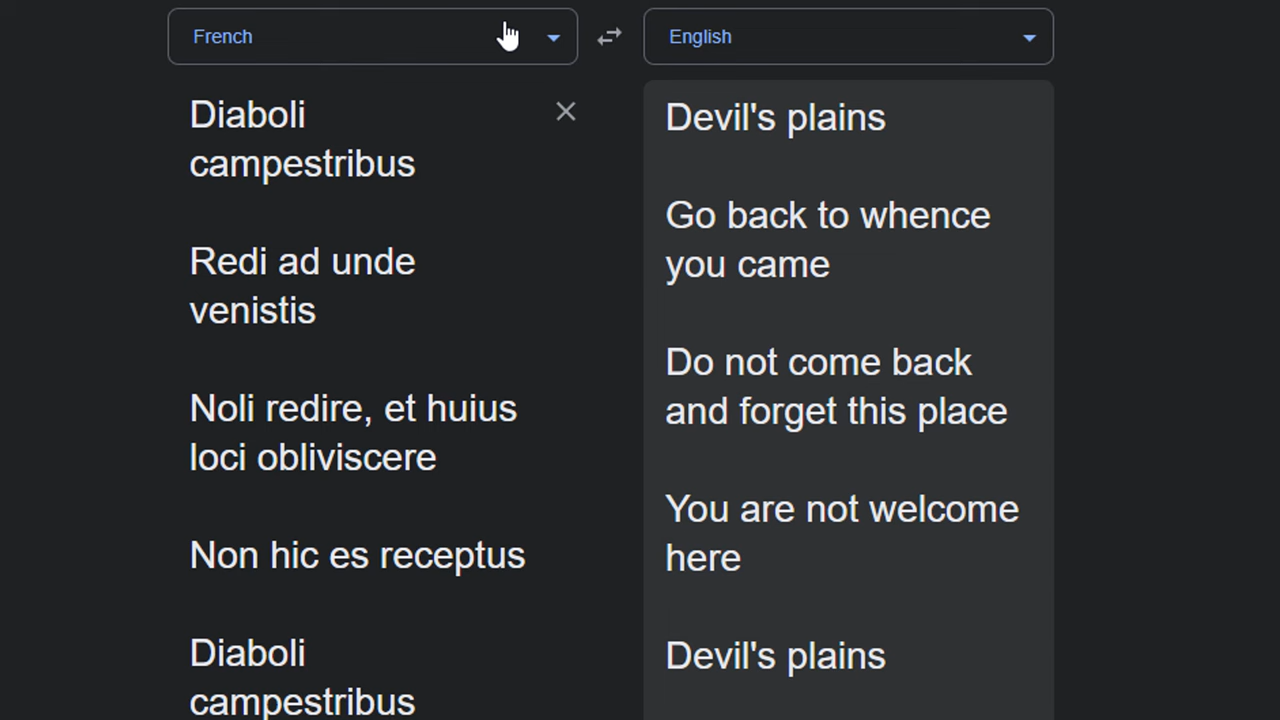 French
English
Diaboli
campestribus
Redi ad unde
venistis
Noli redire, et huius
loci obliviscere
Non hic es receptus
Diaboli
campestribus
Devil's plains
Go back to whence
you came
Do not come back
and forget this place
You are not welcome
here
Devil's plains